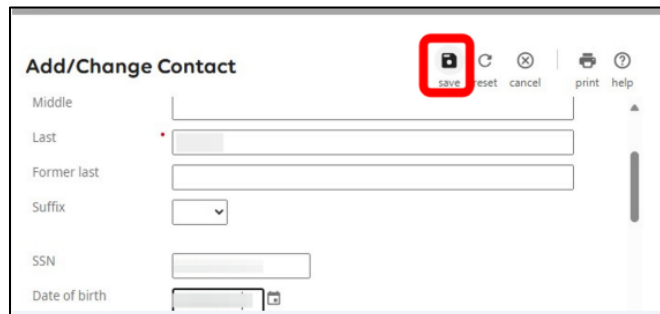 Add/Change Contact
save reset cancel print help
Middle
Last
Former last
Suffix
SSN
Date of birth